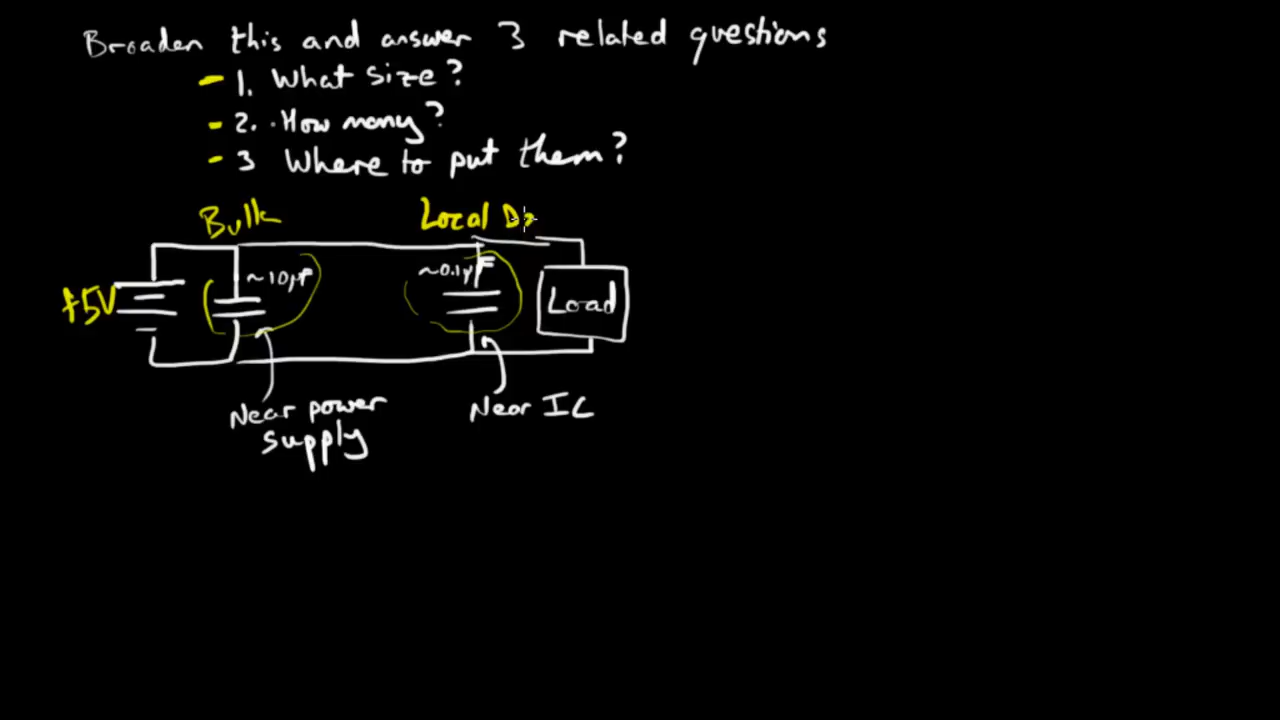 Broaden this and answer 3 related questions
- 1. What size?
- 2. How many?
- 3 Where to put them?
Bulk
Local De
~10µF
~0.1µF
+5V
Load
Near power
supply
Near IC